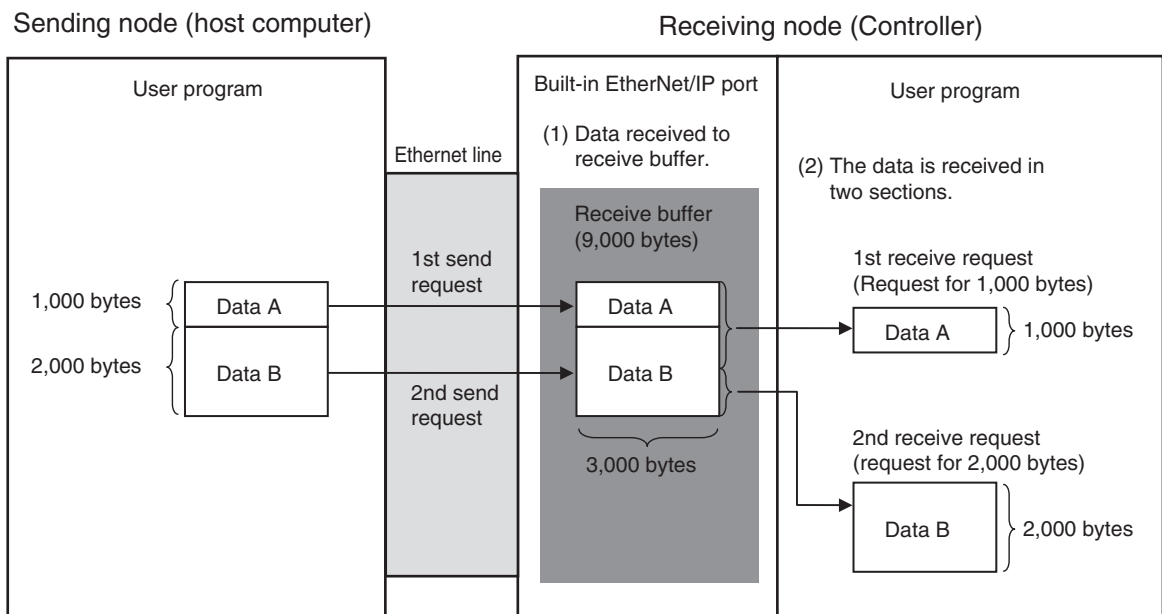 Sending node (host computer)
Receiving node (Controller)
User program
Built-in EtherNet/IP port
User program
Ethernet line
(1) Data received to
receive buffer.
(2) The data is received in
two sections.
Receive buffer
(9,000 bytes)
1st send
request
1st receive request
(Request for 1,000 bytes)
1,000 bytes
Data A
Data A
Data A
1,000 bytes
2,000 bytes
Data B
Data B
2nd send
request
3,000 bytes
2nd receive request
(request for 2,000 bytes)
Data B
2,000 bytes